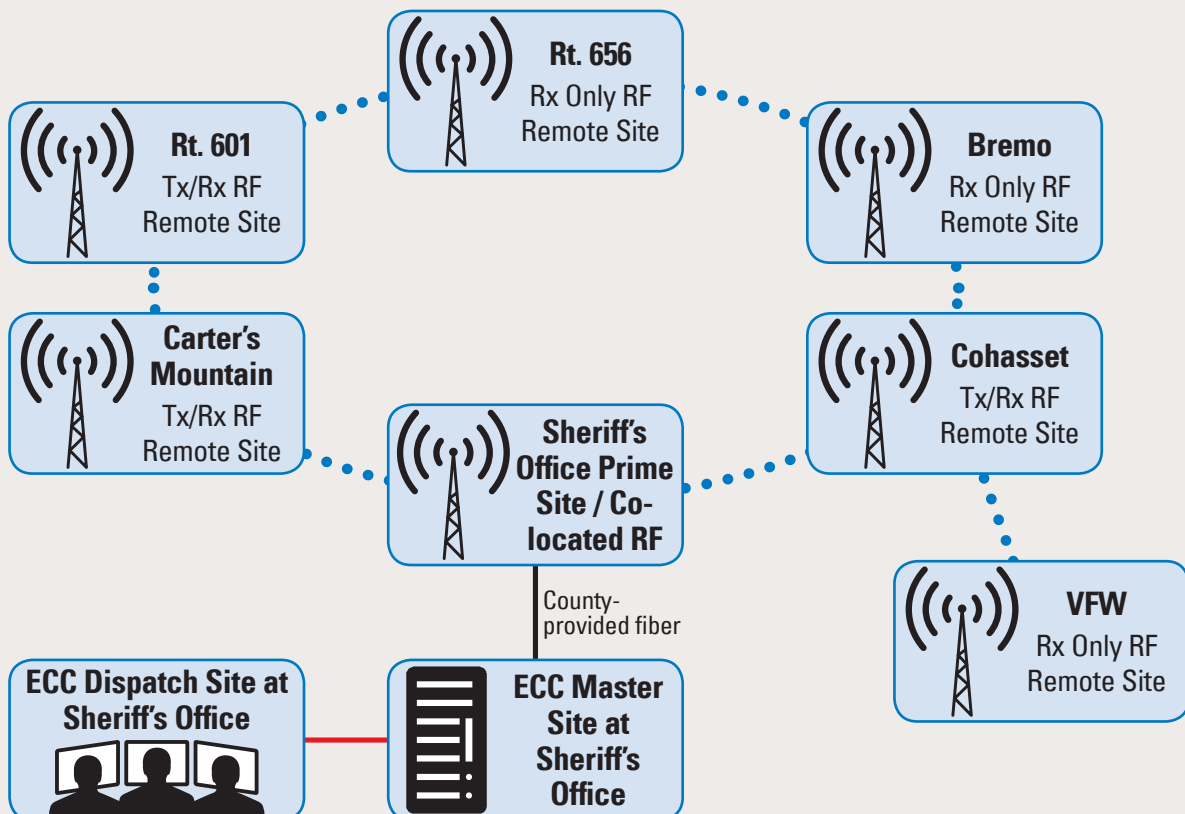 Rt. 656
Rx Only RF
Remote Site
Rt. 601
Tx/Rx RF
Remote Site
Bremo
Rx Only RF
Remote Site
Carter's
Mountain
Tx/Rx RF
Remote Site
Cohasset
Tx/Rx RF
Remote Site
Sheriff's
Office Prime
Site / Co-
located RF
County-
provided fiber
VFW
Rx Only RF
Remote Site
ECC Dispatch Site at
Sheriff's Office
ECC Master
Site at
Sheriff's
Office